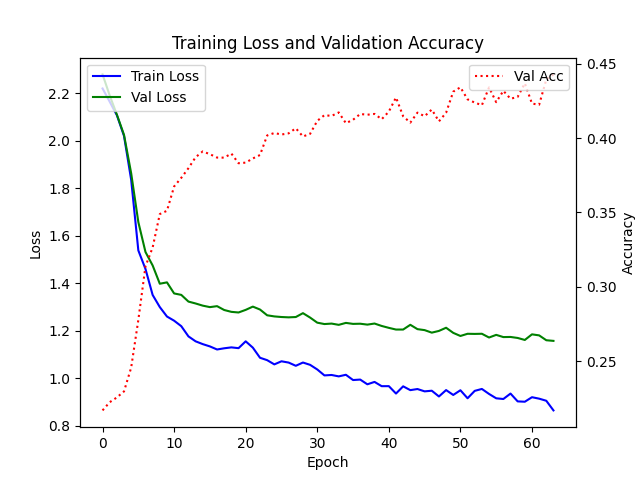 Training Loss and Validation Accuracy
Train Loss
Val Loss
Val Acc
Loss
2.2
2.0
1.8
1.6
1.4
1.2
1.0
0.8
0.45
0.40
0.35
0.30
0.25
Accuracy
0
10
20
30
40
50
60
Epoch